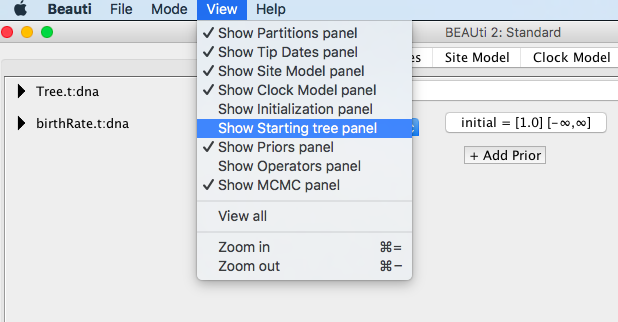 Beauti File Mode View Help
BEAUti 2: Standard
es Site Model Clock Model
✓ Show Partitions panel
✓ Show Tip Dates panel
✓ Show Site Model panel
✓ Show Clock Model panel
Show Initialization panel
Show Starting tree panel
✓ Show Priors panel
Show Operators panel
✓ Show MCMC panel
View all
Zoom in ⌘=
Zoom out ⌘−
Tree.t:dna
birthRate.t:dna
initial = [1.0] [-∞,∞]
+ Add Prior